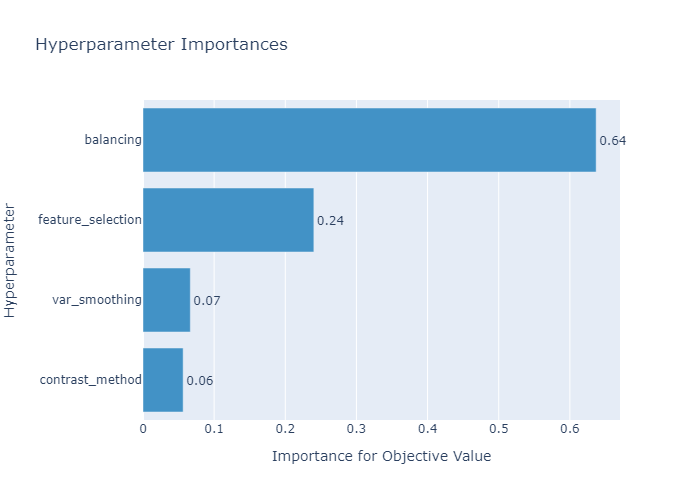 Hyperparameter Importances
balancing
0.64
feature_selection
0.24
var_smoothing
0.07
contrast_method
0.06
Hyperparameter
0
0.1
0.2
0.3
0.4
0.5
0.6
Importance for Objective Value